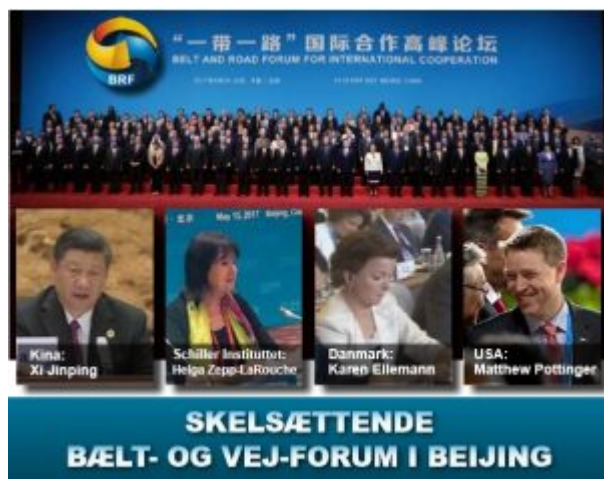 “一带一路”国际合作高峰论坛
BELT AND ROAD FORUM FOR INTERNATIONAL COOPERATION
BRF
May 15, 2017 Beijing,
Kina:
Xi Jinping
Schiller Instituttet:
Helga Zepp-LaRouche
Danmark:
Karen Ellemann
USA:
Matthew Pottinger
SKELSÆTTENDE
BÆLT- OG VEJ-FORUM I BEIJING